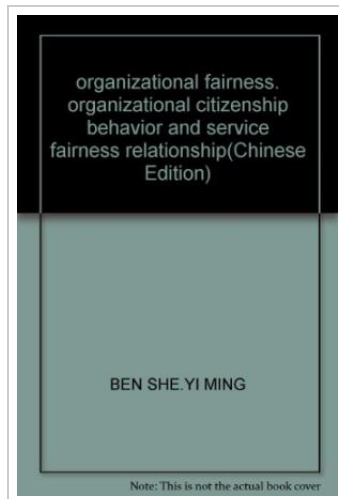 organizational fairness.
organizational citizenship
behavior and service
fairness relationship(Chinese
Edition)
BEN SHE.YI MING
Note: This is not the actual book cover